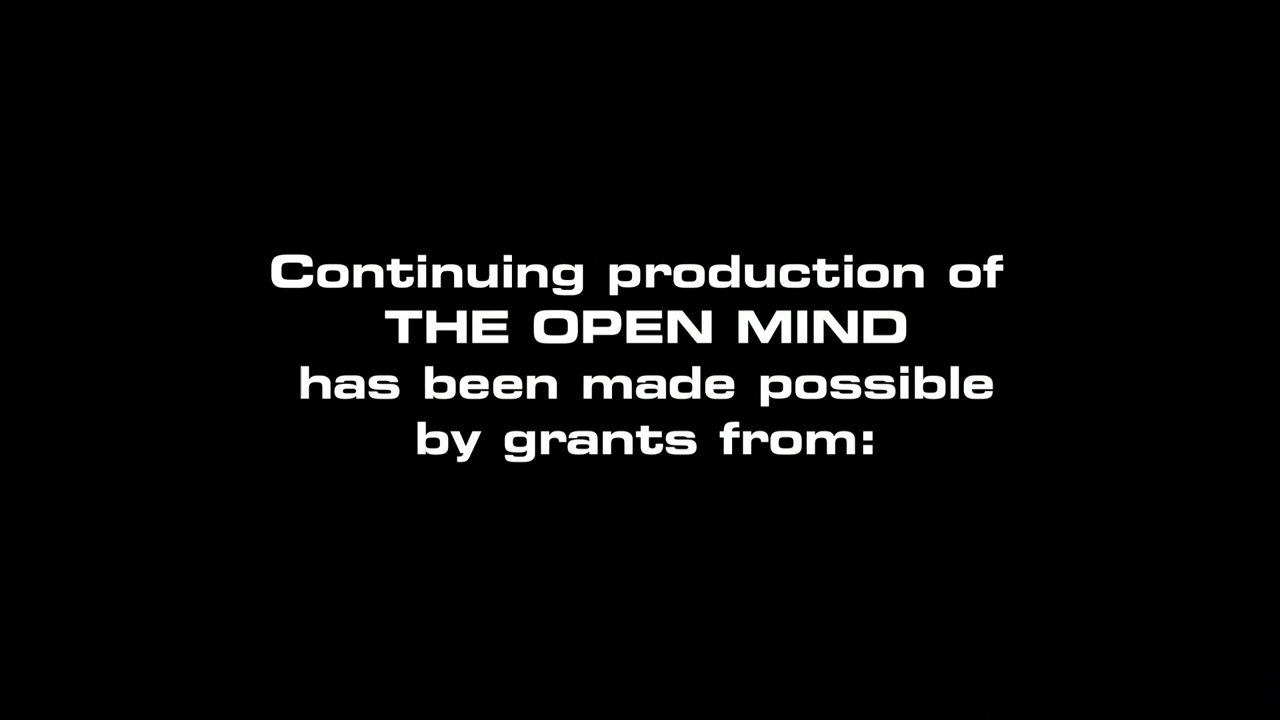 Continuing production of
THE OPEN MIND
has been made possible
by grants from: